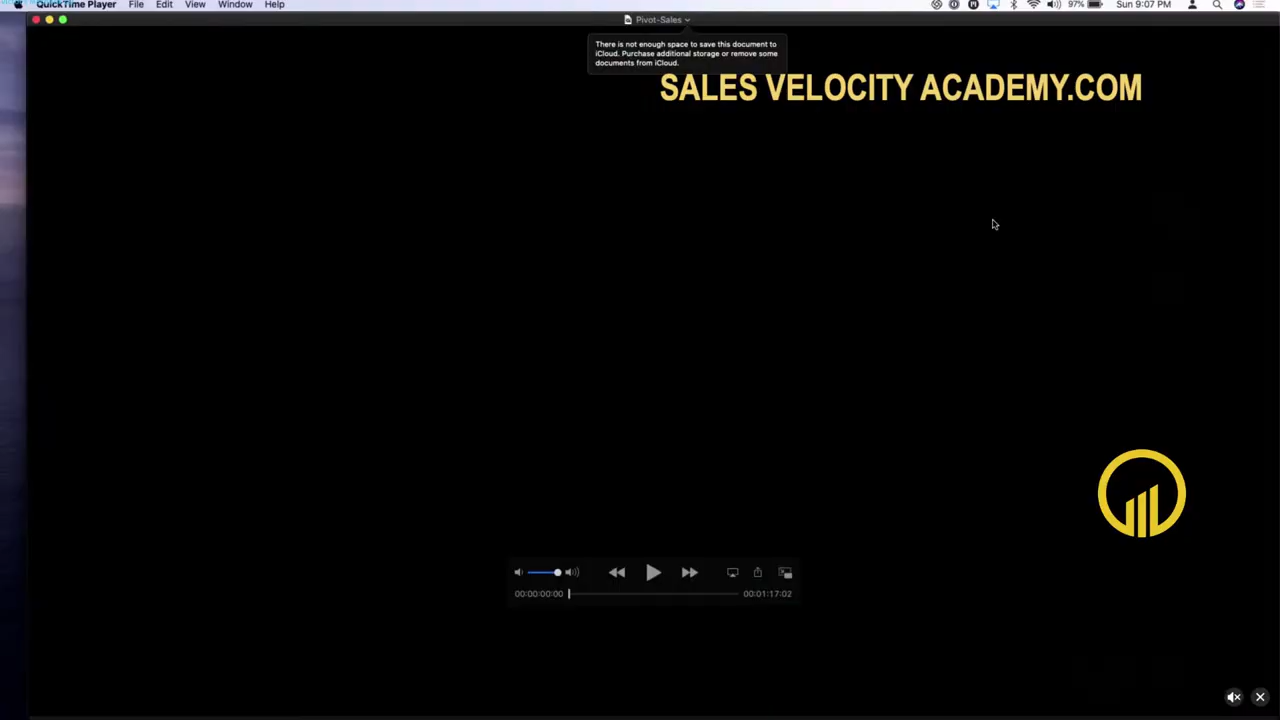 QuickTime Player File Edit View Window Help
97% Sun 9:07 PM
Pivot-Sales
There is not enough space to save this document to
iCloud. Purchase additional storage or remove some
documents from iCloud.
SALES VELOCITY ACADEMY.COM
00:00:00:00 00:01:17:02